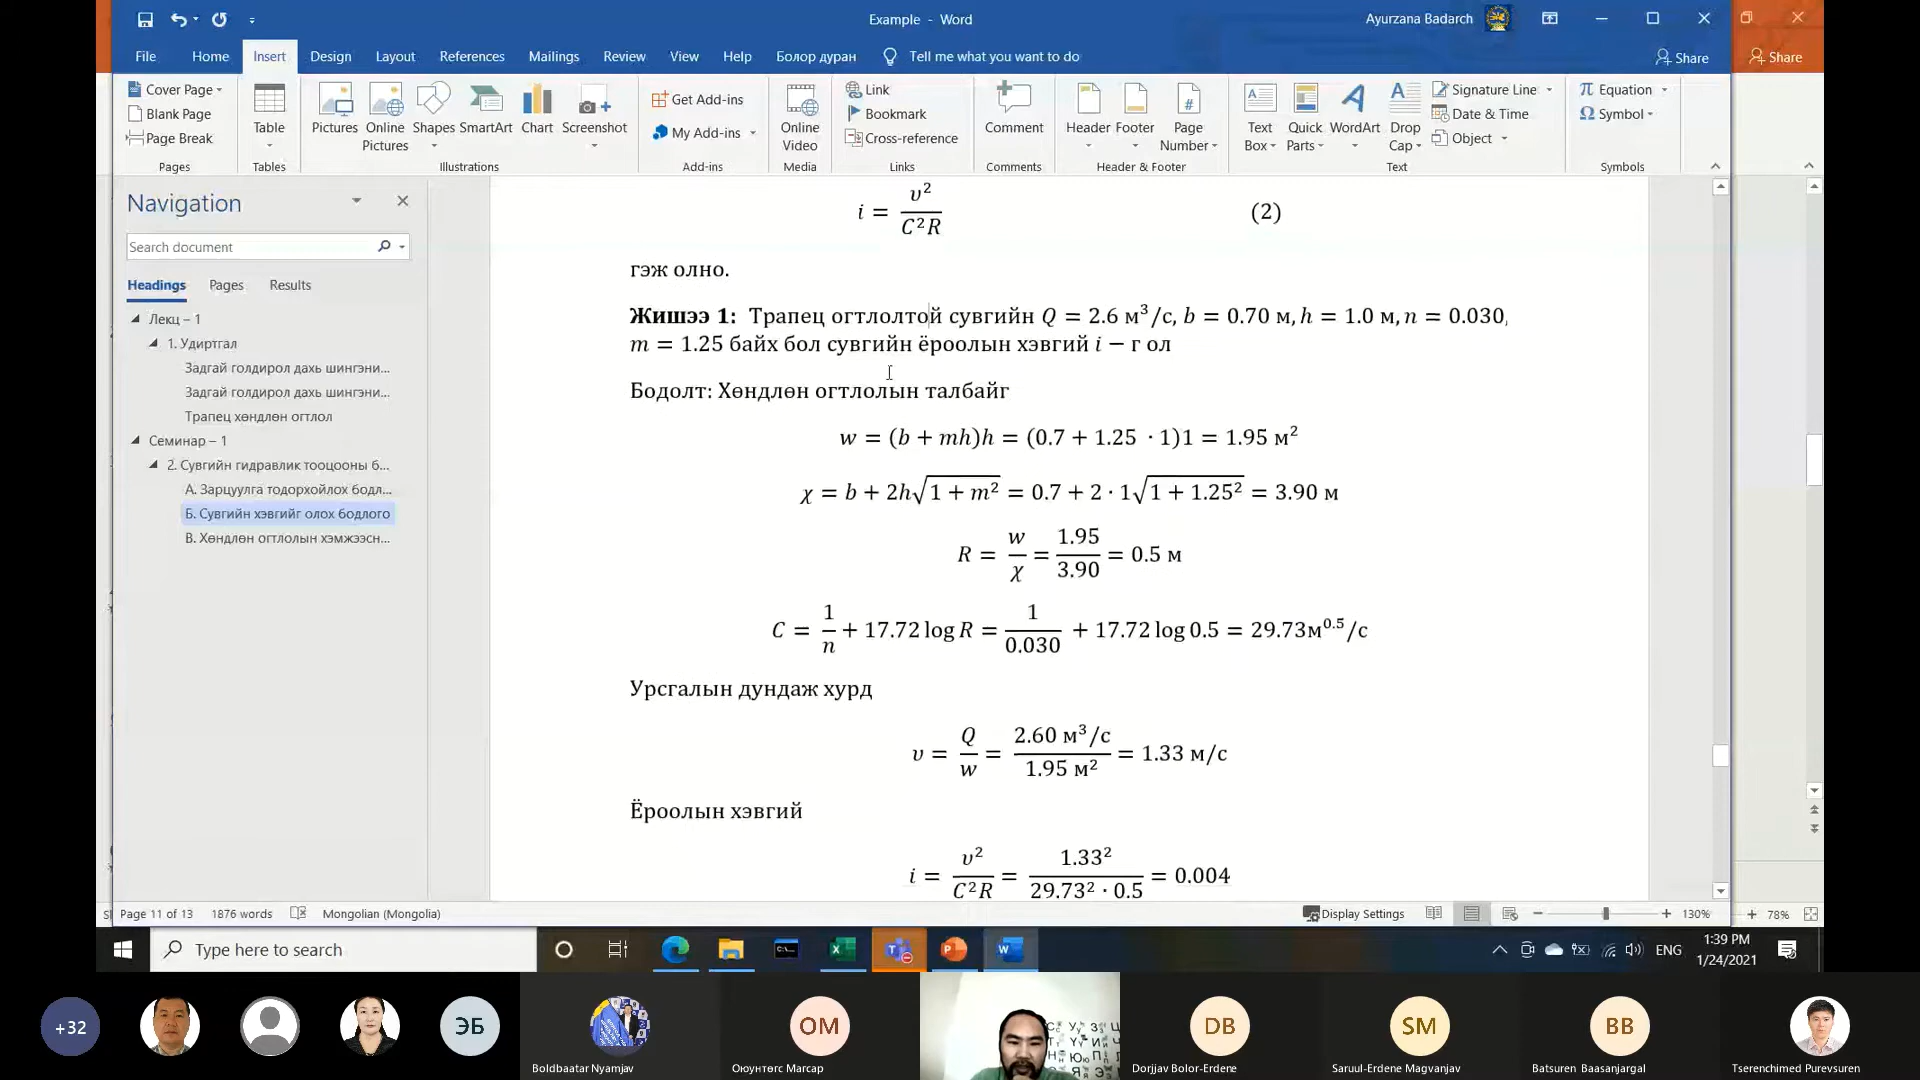 Example - Word
Ayurzana Badarch
File Home Insert Design Layout References Mailings Review View Help Болор дуран Tell me what you want to do
Share
Share
Cover Page
Blank Page
Page Break
Pages
Table
Tables
Pictures
Online Pictures
Shapes
SmartArt
Chart
Screenshot
Illustrations
Get Add-ins
My Add-ins
Add-ins
Online Video
Media
Link
Bookmark
Cross-reference
Links
Comment
Comments
Header
Footer
Page Number
Header & Footer
Text Box
Quick Parts
WordArt
Drop Cap
Signature Line
Date & Time
Object
Text
Equation
Symbol
Symbols
Navigation
Search document
Headings Pages Results
Лекц – 1
1. Удиртгал
Задгай голдирол дахь шингэни...
Задгай голдирол дахь шингэни...
Трапец хөндлөн огтлол
Семинар – 1
2. Сувгийн гидравлик тооцооны б...
А. Зарцуулга тодорхойлох бодл...
Б. Сувгийн хэвгийг олох бодлого
В. Хөндлөн огтлолын хэмжээсн...
i = υ²/C²R (2)
гэж олно.
Жишээ 1: Трапец огтлолтой сувгийн Q = 2.6 м³/с, b = 0.70 м, h = 1.0 м, n = 0.030,
m = 1.25 байх бол сувгийн ёроолын хэвгий i − г ол
Бодолт: Хөндлөн огтлолын талбайг
w = (b + mh)h = (0.7 + 1.25 · 1)1 = 1.95 м²
χ = b + 2h√(1 + m²) = 0.7 + 2 · 1√(1 + 1.25²) = 3.90 м
R = w/χ = 1.95/3.90 = 0.5 м
C = 1/n + 17.72 log R = 1/0.030 + 17.72 log 0.5 = 29.73м⁰·⁵/с
Урсгалын дундаж хурд
υ = Q/w = 2.60 м³/с / 1.95 м² = 1.33 м/с
Ёроолын хэвгий
i = υ²/C²R = 1.33²/29.73² · 0.5 = 0.004
Page 11 of 13 1876 words Mongolian (Mongolia)
Display Settings
130%
78%
Type here to search
ENG
1:39 PM
1/24/2021
+32
ЭБ
OM
DB
SM
BB
Boldbaatar Nyamjav
Оюунтөгс Магсар
Dorjjav Bolor-Erdene
Saruul-Erdene Magvanjav
Batsuren Baasanjargal
Tserenchimed Purevsuren